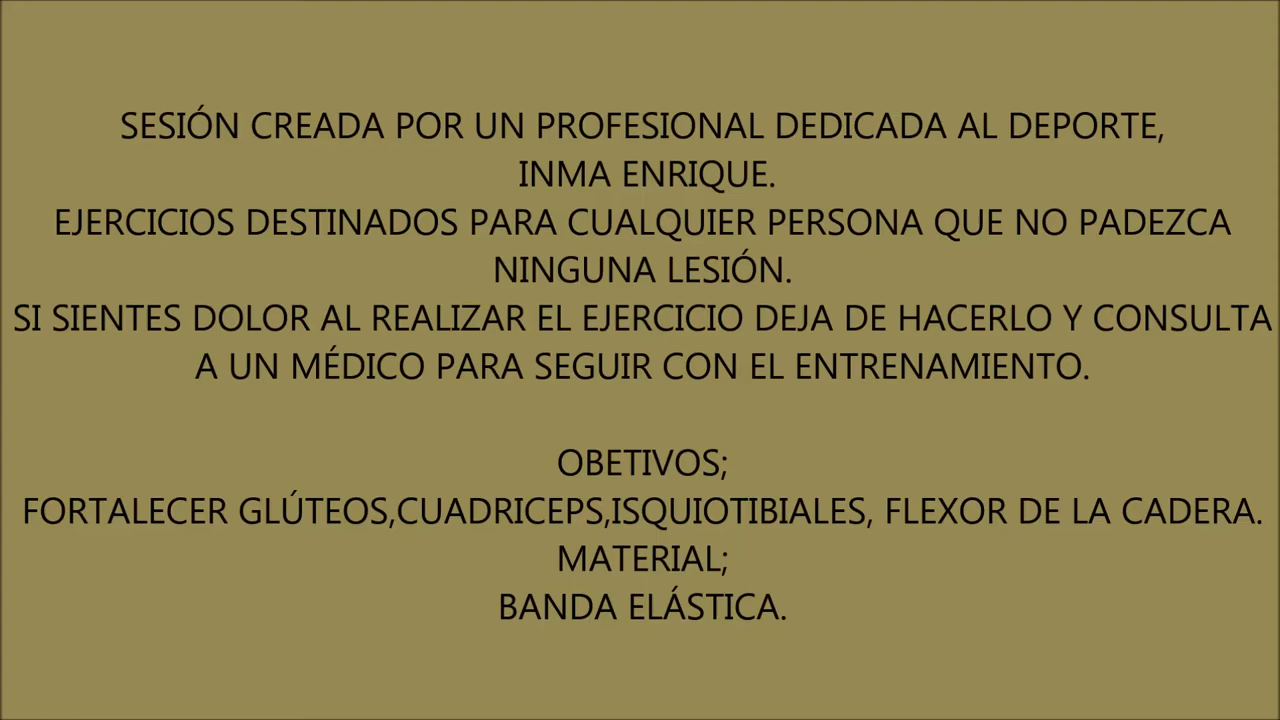 SESIÓN CREADA POR UN PROFESIONAL DEDICADA AL DEPORTE,
INMA ENRIQUE.
EJERCICIOS DESTINADOS PARA CUALQUIER PERSONA QUE NO PADEZCA
NINGUNA LESIÓN.
SI SIENTES DOLOR AL REALIZAR EL EJERCICIO DEJA DE HACERLO Y CONSULTA
A UN MÉDICO PARA SEGUIR CON EL ENTRENAMIENTO.
OBETIVOS;
FORTALECER GLÚTEOS,CUADRICEPS,ISQUIOTIBIALES, FLEXOR DE LA CADERA.
MATERIAL;
BANDA ELÁSTICA.